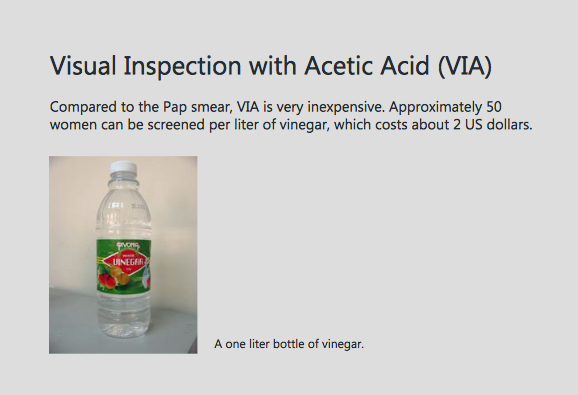 Visual Inspection with Acetic Acid (VIA)
Compared to the Pap smear, VIA is very inexpensive. Approximately 50
women can be screened per liter of vinegar, which costs about 2 US dollars.
VINEGAR
A one liter bottle of vinegar.